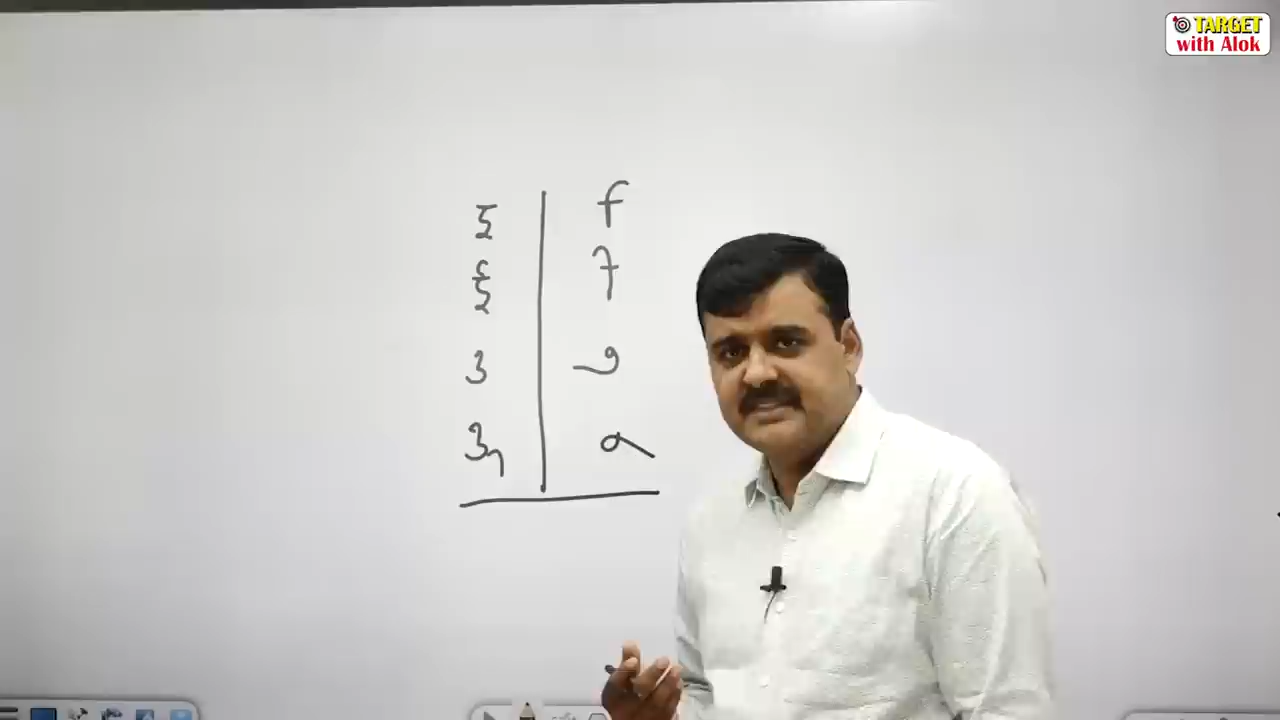 TARGET
with Alok
इ ि
ई ी
उ ु
ऊ ू